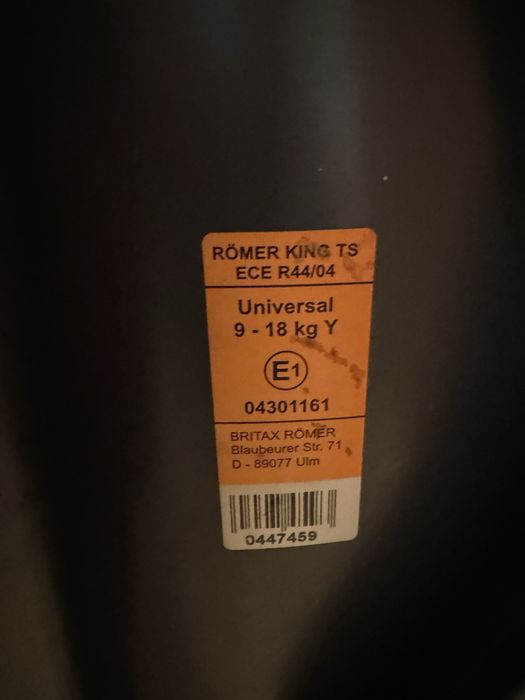 RÖMER KING TS
ECE R44/04
Universal
9 - 18 kg Y
E1
04301161
BRITAX RÖMER
Blaubeurer Str. 71
D - 89077 Ulm
0447459